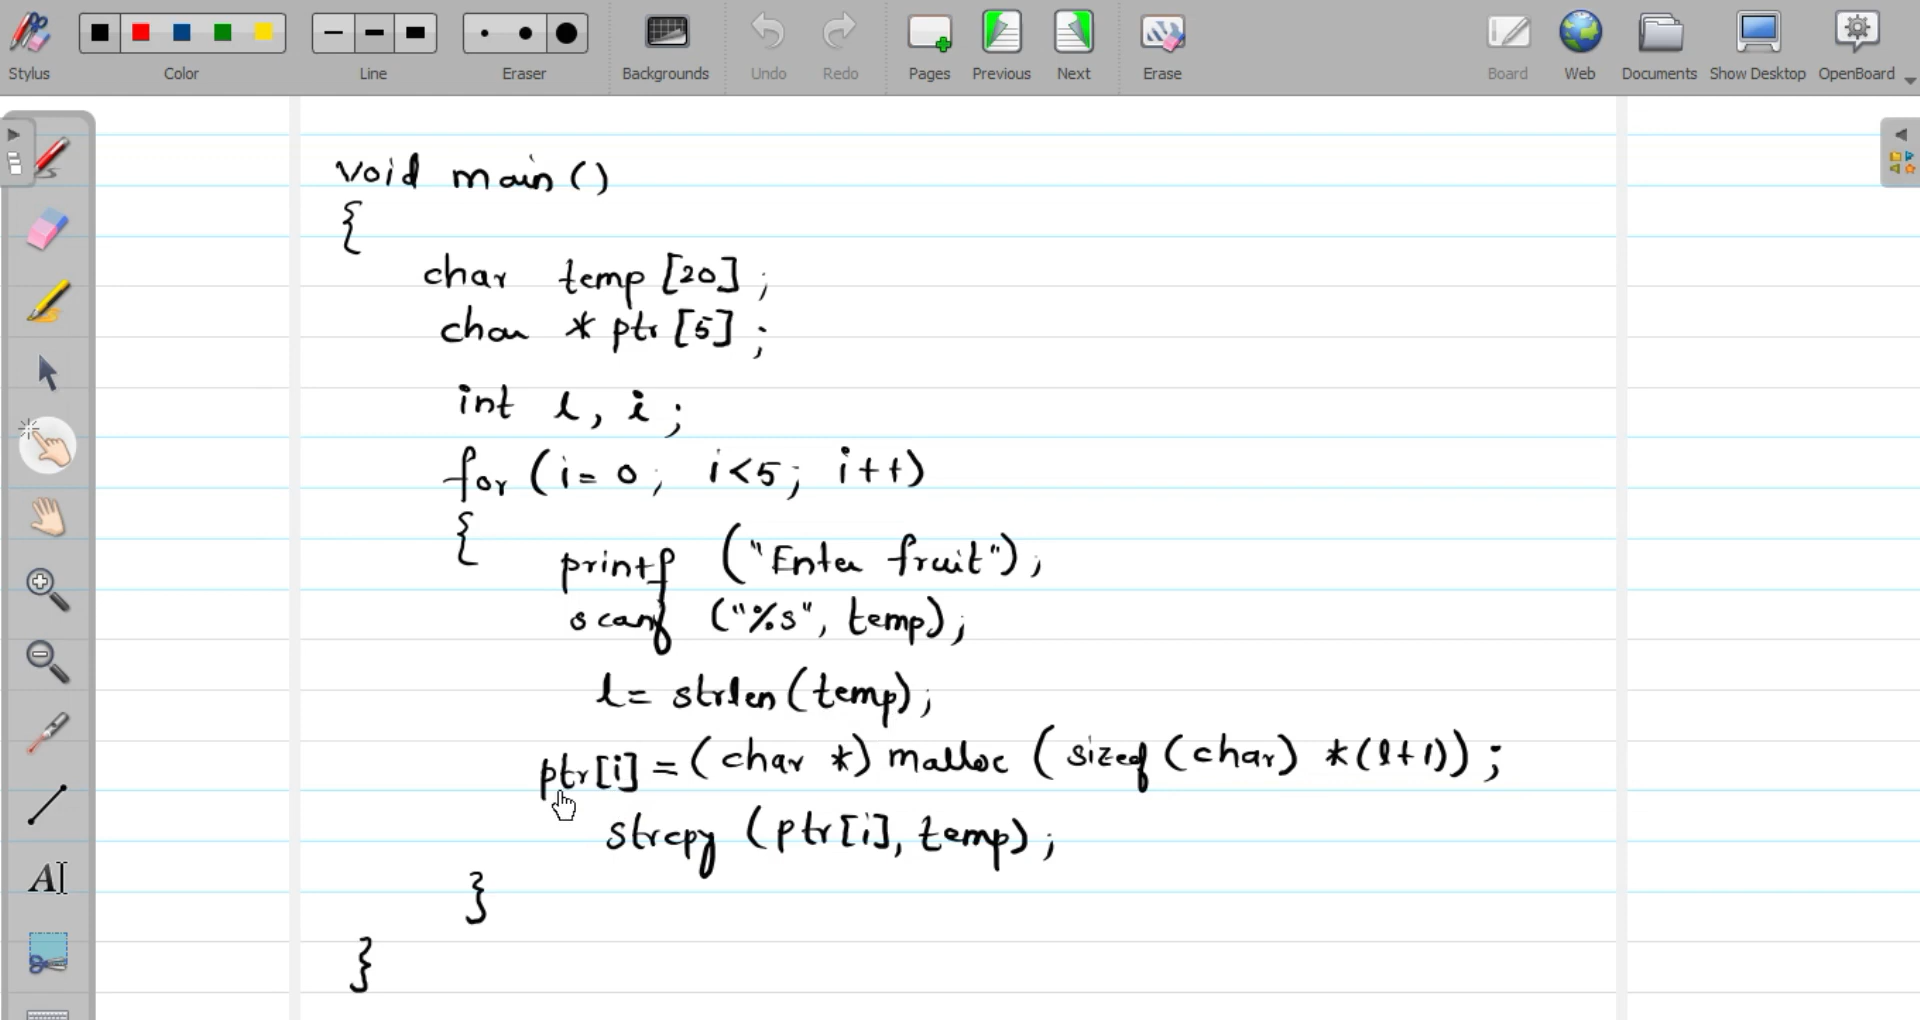 Stylus Color Line Eraser Backgrounds Undo Redo Pages Previous Next Erase Board Web Documents Show Desktop OpenBoard
void main()
{
char temp[20];
char *ptr[5];
int l, i;
for (i=0; i<5; i++)
{
printf ("Enter fruit");
scanf ("%s", temp);
l= strlen(temp);
ptr[i] = (char *) malloc (sizeof (char) *(l+1));
strcpy (ptr[i], temp);
}
}